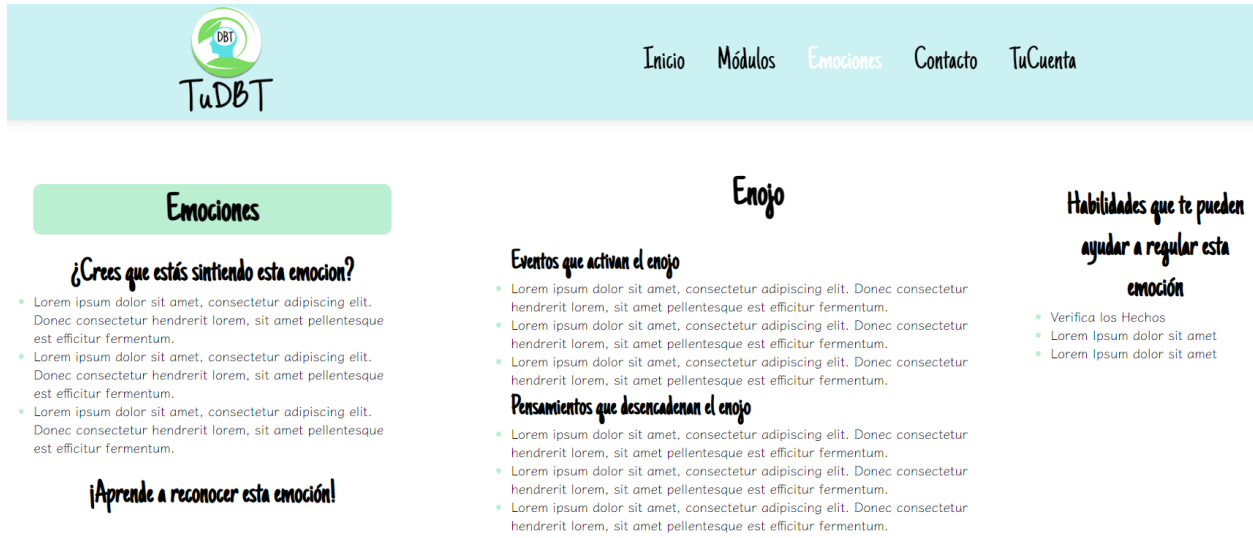 DBT
TuDBT
Inicio Módulos Emociones Contacto TuCuenta
Emociones
¿Crees que estás sintiendo esta emocion?
Lorem ipsum dolor sit amet, consectetur adipiscing elit.
Donec consectetur hendrerit lorem, sit amet pellentesque
est efficitur fermentum.
Lorem ipsum dolor sit amet, consectetur adipiscing elit.
Donec consectetur hendrerit lorem, sit amet pellentesque
est efficitur fermentum.
Lorem ipsum dolor sit amet, consectetur adipiscing elit.
Donec consectetur hendrerit lorem, sit amet pellentesque
est efficitur fermentum.
¡Aprende a reconocer esta emoción!
Enojo
Eventos que activan el enojo
Lorem ipsum dolor sit amet, consectetur adipiscing elit. Donec consectetur
hendrerit lorem, sit amet pellentesque est efficitur fermentum.
Lorem ipsum dolor sit amet, consectetur adipiscing elit. Donec consectetur
hendrerit lorem, sit amet pellentesque est efficitur fermentum.
Lorem ipsum dolor sit amet, consectetur adipiscing elit. Donec consectetur
hendrerit lorem, sit amet pellentesque est efficitur fermentum.
Pensamientos que desencadenan el enojo
Lorem ipsum dolor sit amet, consectetur adipiscing elit. Donec consectetur
hendrerit lorem, sit amet pellentesque est efficitur fermentum.
Lorem ipsum dolor sit amet, consectetur adipiscing elit. Donec consectetur
hendrerit lorem, sit amet pellentesque est efficitur fermentum.
Lorem ipsum dolor sit amet, consectetur adipiscing elit. Donec consectetur
hendrerit lorem, sit amet pellentesque est efficitur fermentum.
Habilidades que te pueden
ayudar a regular esta
emoción
Verifica los Hechos
Lorem Ipsum dolor sit amet
Lorem Ipsum dolor sit amet